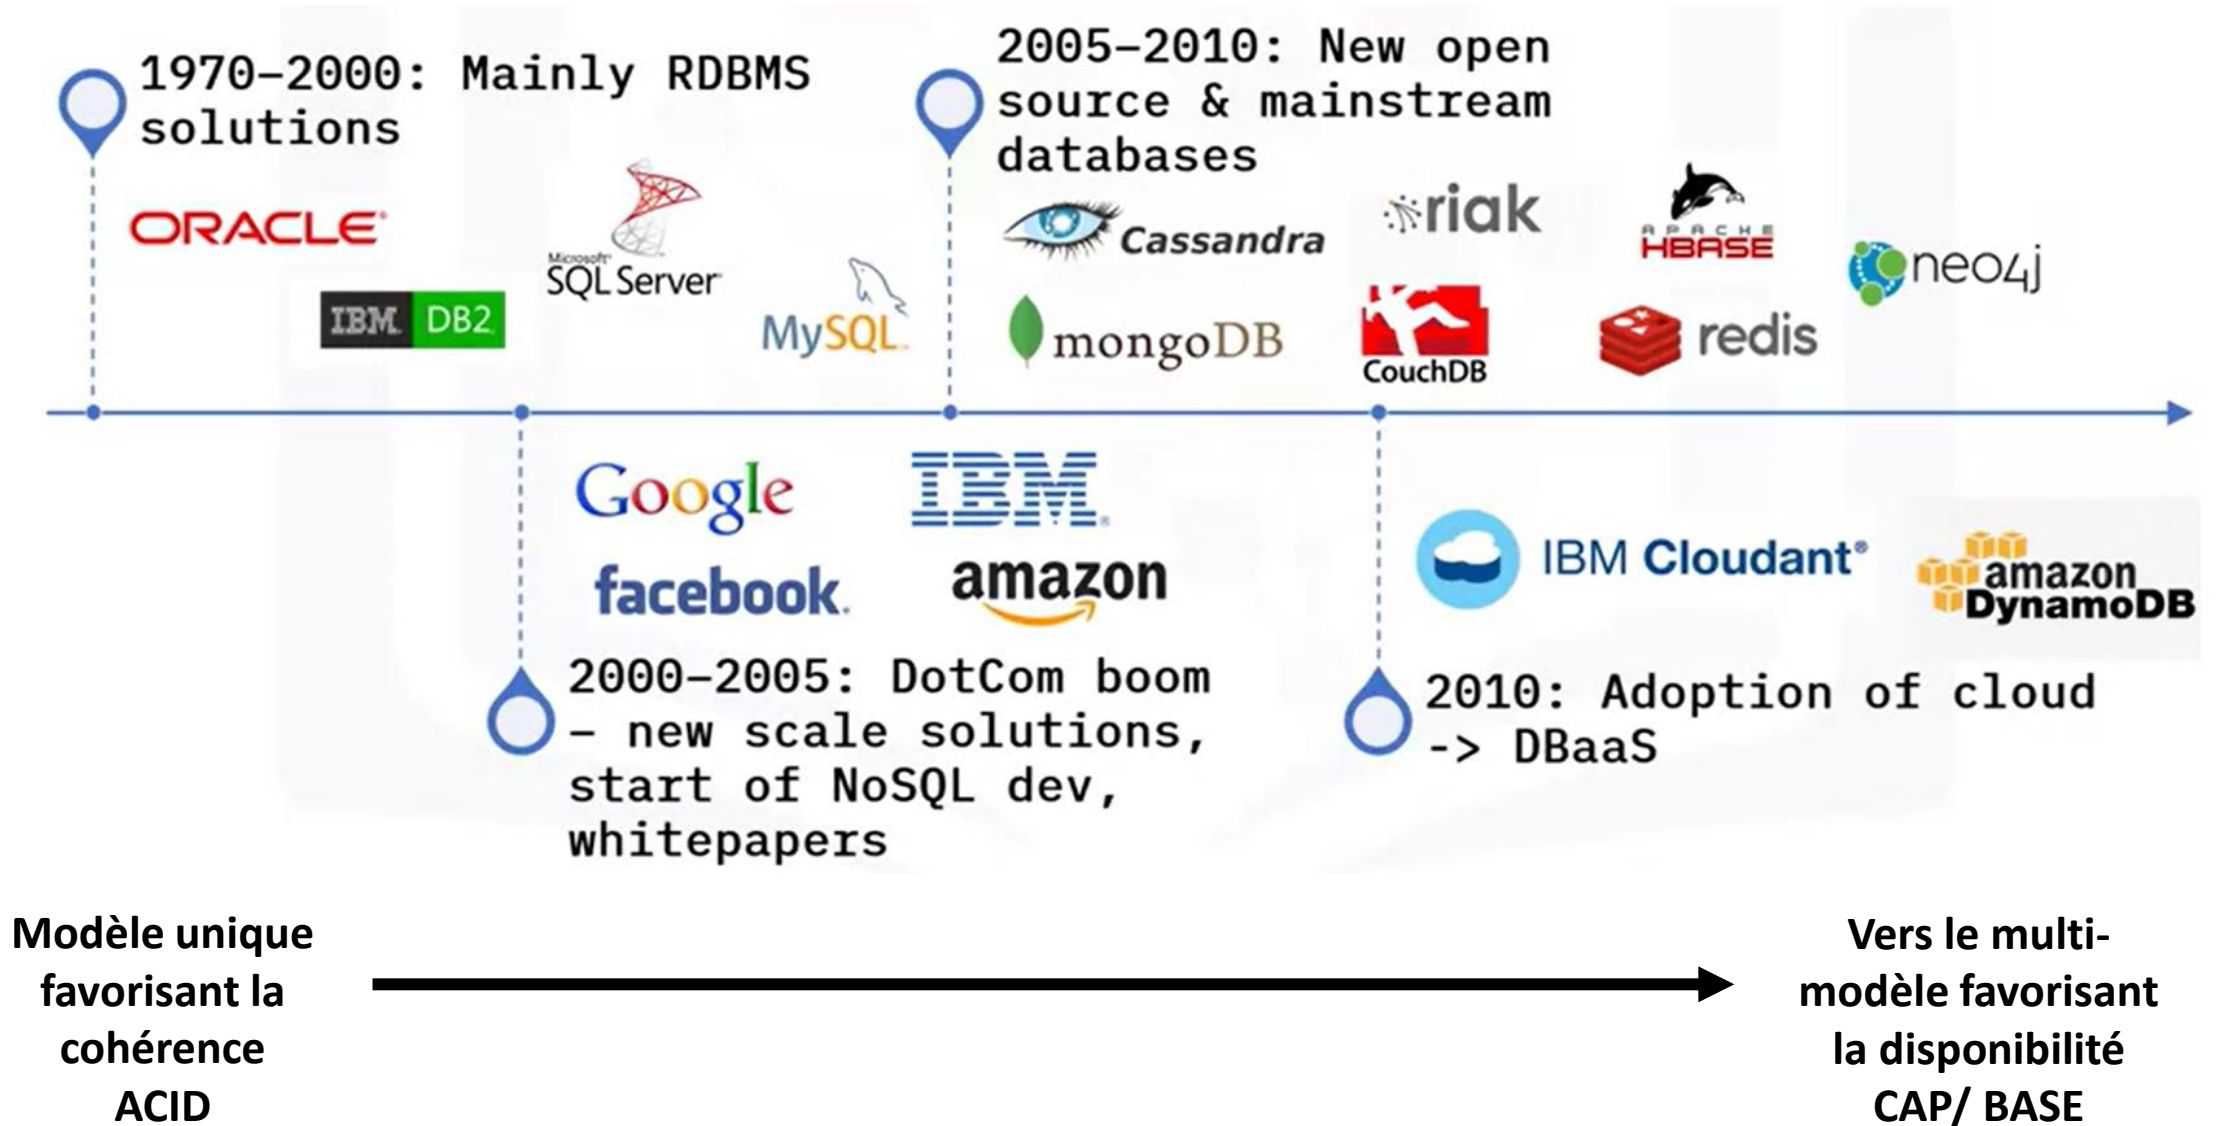 1970–2000: Mainly RDBMS
solutions
ORACLE®
IBM DB2
Microsoft®
SQL Server
MySQL
2005–2010: New open
source & mainstream
databases
Cassandra
riak
APACHE
HBASE
neo4j
mongoDB
CouchDB
redis
Google
IBM®
facebook.
amazon
2000–2005: DotCom boom
– new scale solutions,
start of NoSQL dev,
whitepapers
IBM Cloudant®
amazon
DynamoDB
2010: Adoption of cloud
-> DBaaS
Modèle unique
favorisant la
cohérence
ACID
Vers le multi-
modèle favorisant
la disponibilité
CAP/ BASE